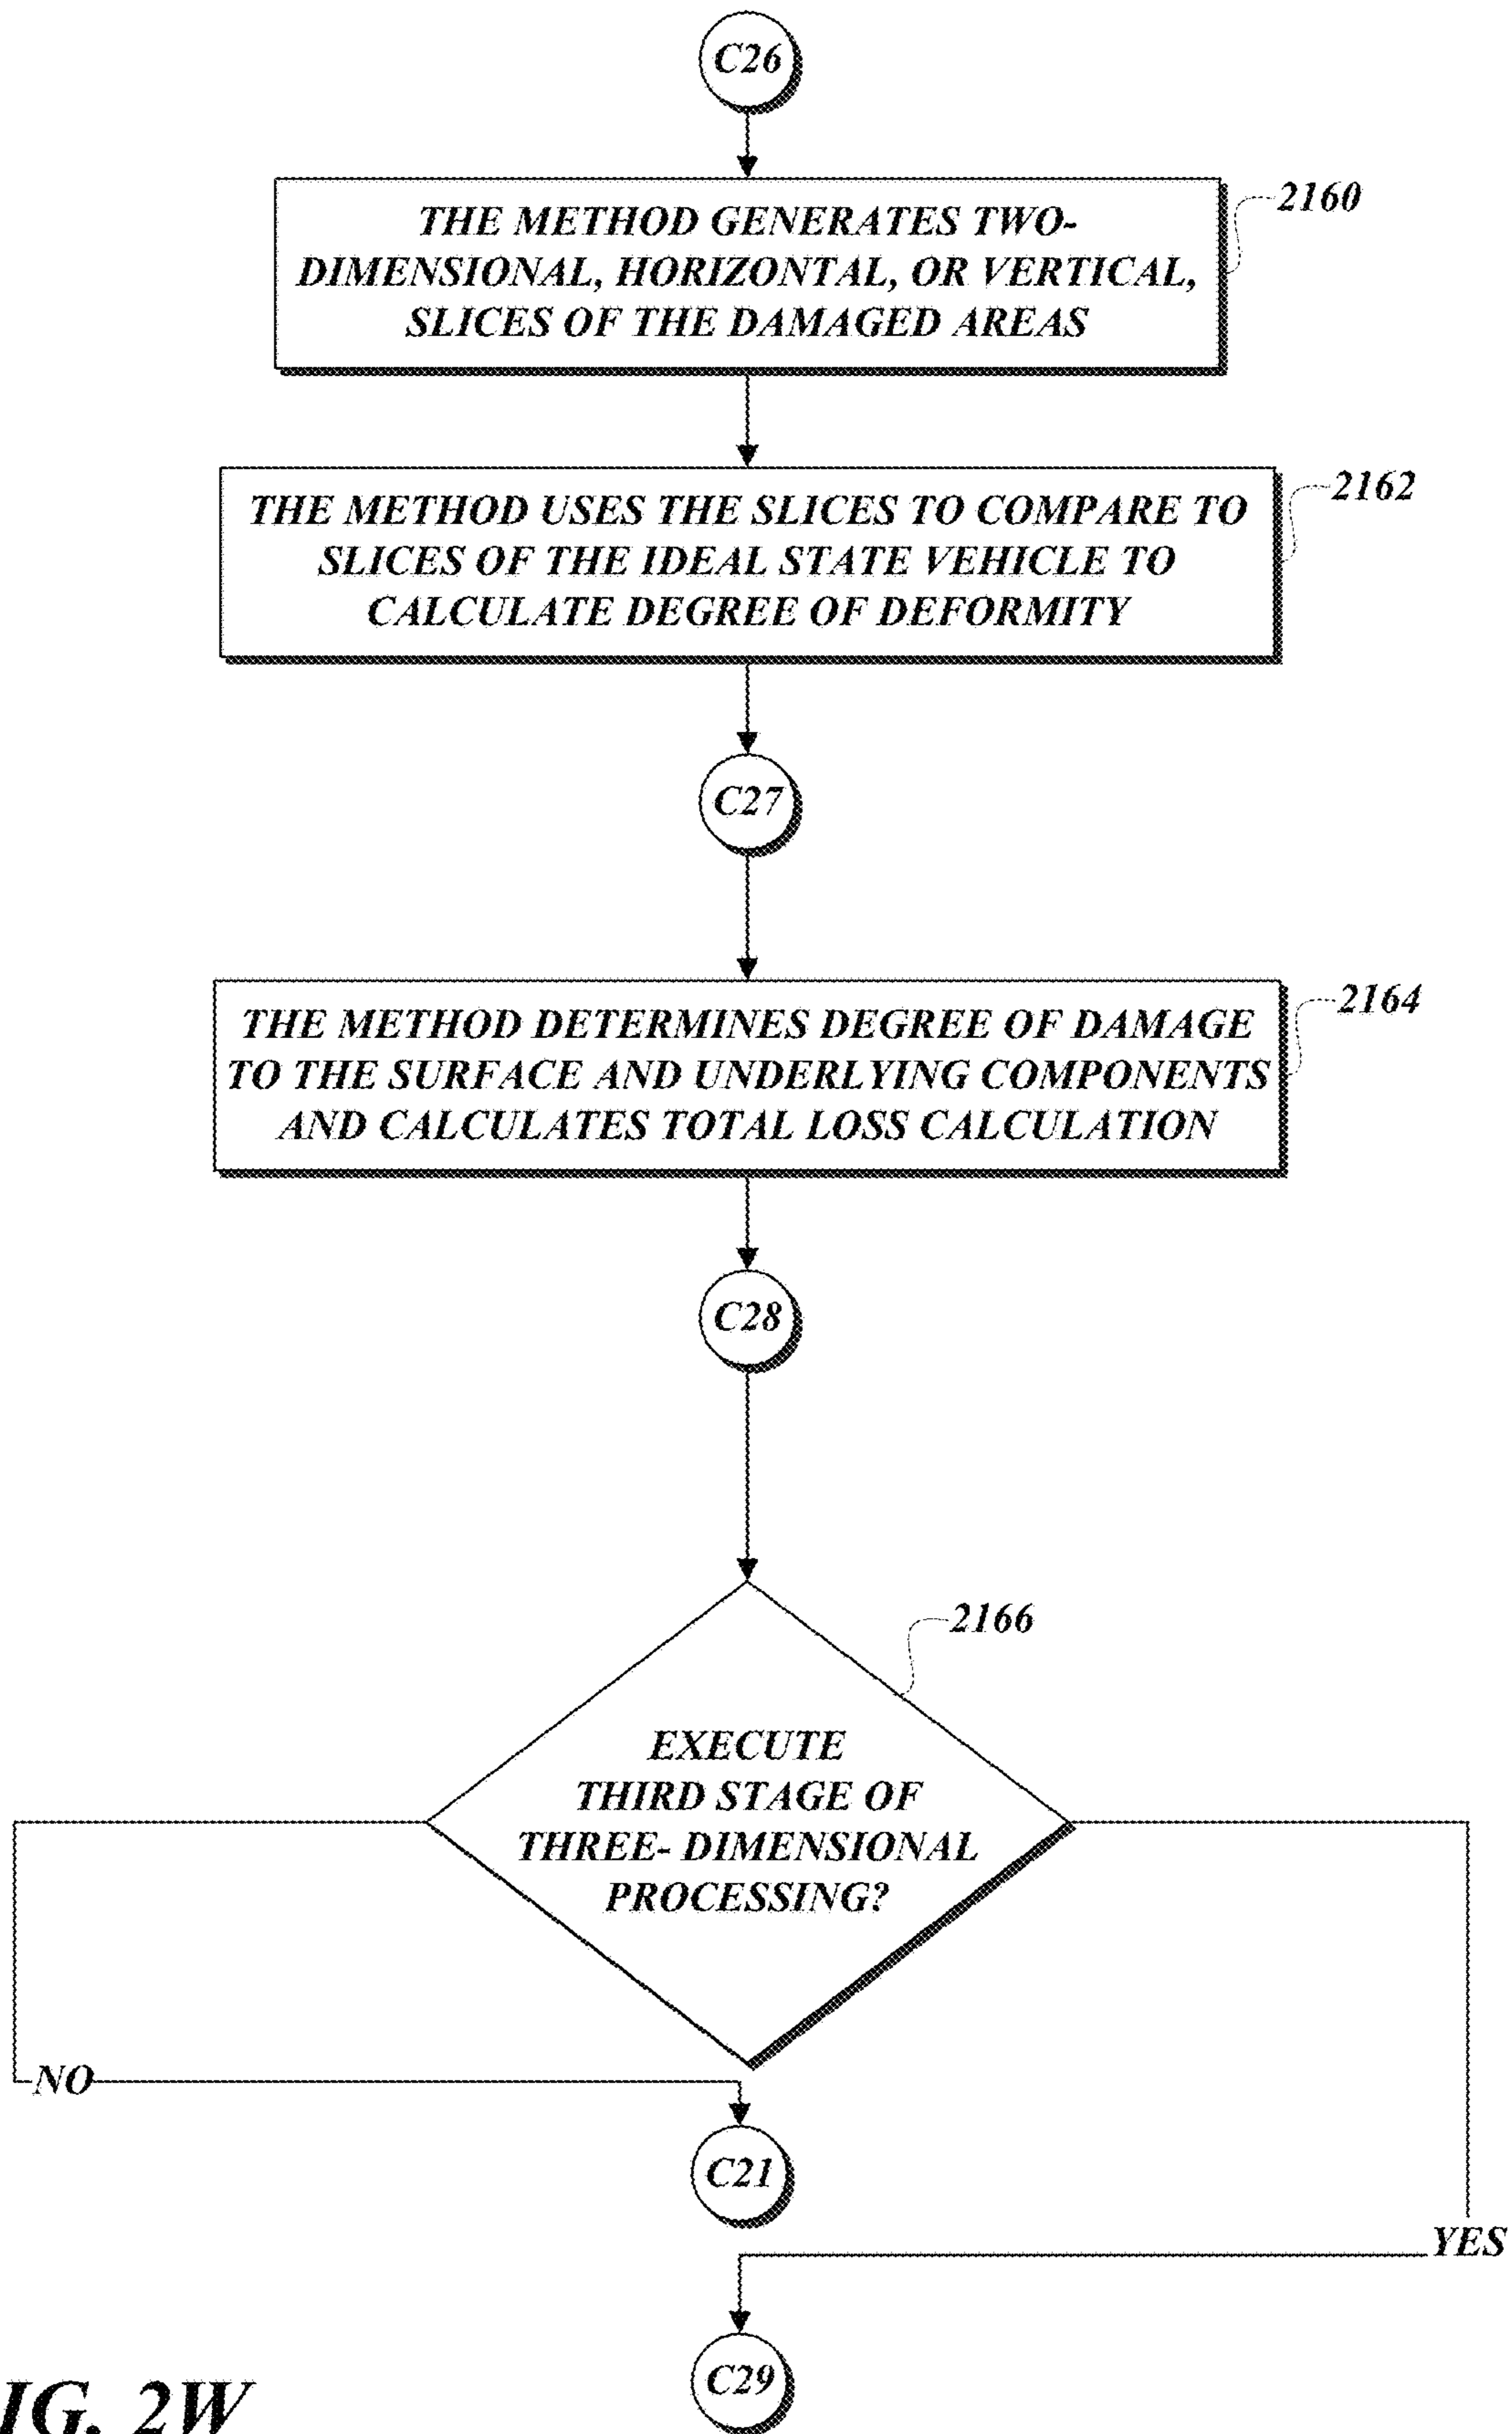 C26
THE METHOD GENERATES TWO-
DIMENSIONAL, HORIZONTAL, OR VERTICAL,
SLICES OF THE DAMAGED AREAS
2160
THE METHOD USES THE SLICES TO COMPARE TO
SLICES OF THE IDEAL STATE VEHICLE TO
CALCULATE DEGREE OF DEFORMITY
2162
C27
THE METHOD DETERMINES DEGREE OF DAMAGE
TO THE SURFACE AND UNDERLYING COMPONENTS
AND CALCULATES TOTAL LOSS CALCULATION
2164
C28
2166
EXECUTE
THIRD STAGE OF
THREE- DIMENSIONAL
PROCESSING?
NO
C21
YES
C29
IG. 2W